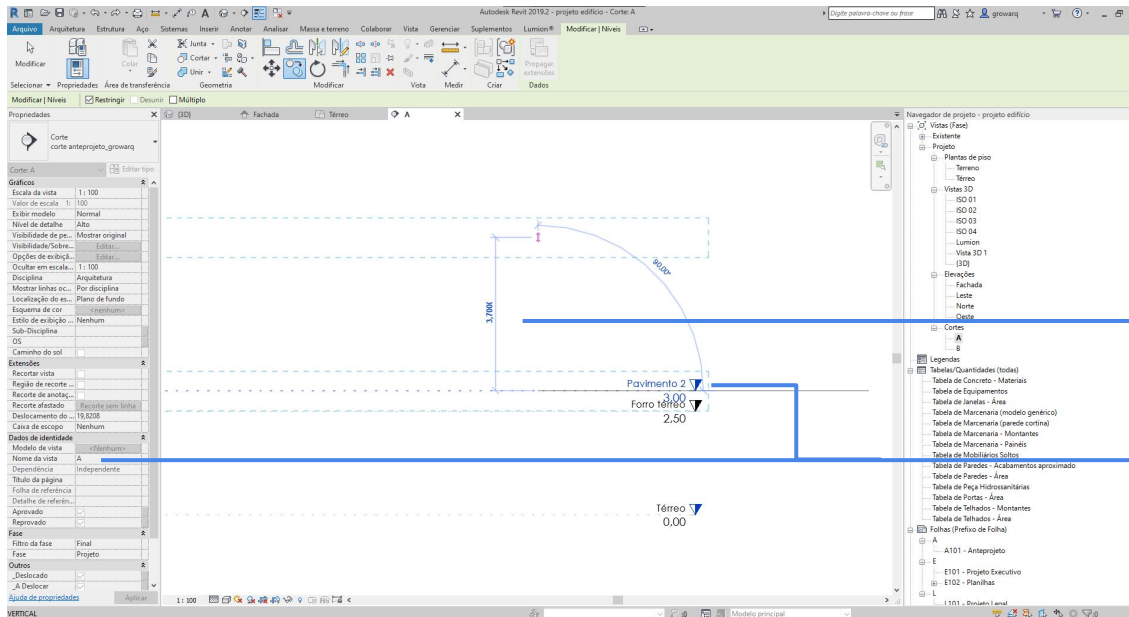 Autodesk Revit 2019.2 - projeto edifício - Corte: A
Digite palavra-chave ou frase
growarq
Arquivo Arquitetura Estrutura Aço Sistemas Inserir Anotar Analisar Massa e terreno Colaborar Vista Gerenciar Suplementos Lumion® Modificar | Níveis
Modificar
Colar
Junta
Cortar
Unir
Propagar extensões
Selecionar Propriedades Área de transferência Geometria Modificar Vista Medir Criar Dados
Modificar | Níveis Restringir Desunir Múltiplo
Propriedades
{3D} Fachada Térreo A
Corte
corte anteprojeto_growarq
Corte: A Editar tipo
Gráficos
Escala da vista 1 : 100
Valor de escala 1: 100
Exibir modelo Normal
Nível de detalhe Alto
Visibilidade de pe... Mostrar original
Visibilidade/Sobre... Editar...
Opções de exibiçã... Editar...
Ocultar em escala... 1 : 100
Disciplina Arquitetura
Mostrar linhas oc... Por disciplina
Localização do es... Plano de fundo
Esquema de cor <nenhum>
Estilo de exibição ... Nenhum
Sub-Disciplina
OS
Caminho do sol
Extensões
Recortar vista
Região de recorte ...
Recorte de anotaç...
Recorte afastado Recorte sem linha
Deslocamento do ... 19,8208
Caixa de escopo Nenhum
Dados de identidade
Modelo de vista <Nenhum>
Nome da vista A
Dependência Independente
Título da página
Folha de referência
Detalhe de referên...
Aprovado
Reprovado
Fase
Filtro da fase Final
Fase Projeto
Outros
_Deslocado
_A Deslocar
Ajuda de propriedades Aplicar
VERTICAL
90,00°
3,700
Pavimento 2
3,00
Forro térreo
2,50
Térreo
0,00
1 : 100
:0
Modelo principal
:0
Navegador de projeto - projeto edifício
Vistas (Fase)
Existente
Projeto
Plantas de piso
Terreno
Térreo
Vistas 3D
ISO 01
ISO 02
ISO 03
ISO 04
Lumion
Vista 3D 1
{3D}
Elevações
Fachada
Leste
Norte
Oeste
Cortes
A
B
Legendas
Tabelas/Quantidades (todas)
Tabela de Concreto - Materiais
Tabela de Equipamentos
Tabela de Janelas - Área
Tabela de Marcenaria (modelo genérico)
Tabela de Marcenaria (parede cortina)
Tabela de Marcenaria - Montantes
Tabela de Marcenaria - Painéis
Tabela de Mobiliários Soltos
Tabela de Paredes - Acabamentos aproximado
Tabela de Paredes - Área
Tabela de Peça Hidrossanitárias
Tabela de Portas - Área
Tabela de Telhados - Montantes
Tabela de Telhados - Área
Folhas (Prefixo de Folha)
A
A101 - Anteprojeto
E
E101 - Projeto Executivo
E102 - Planilhas
L
L101 - Projeto Legal